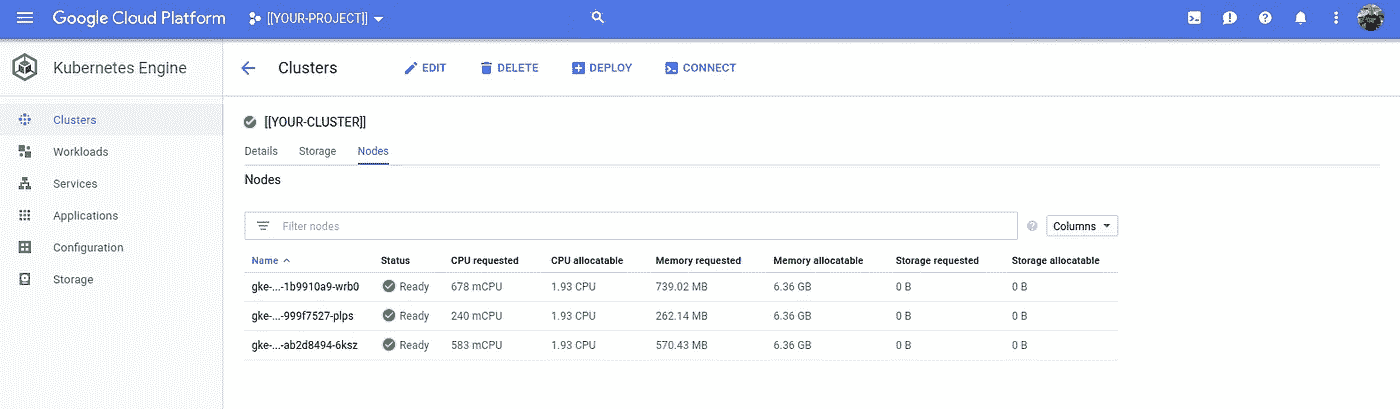 Google Cloud Platform [[YOUR-PROJECT]]
Kubernetes Engine
Clusters EDIT DELETE DEPLOY CONNECT
Clusters
Workloads
Services
Applications
Configuration
Storage
[[YOUR-CLUSTER]]
Details Storage Nodes
Nodes
Filter nodes Columns
Name Status CPU requested CPU allocatable Memory requested Memory allocatable Storage requested Storage allocatable
gke-...-1b9910a9-wrb0 Ready 678 mCPU 1.93 CPU 739.02 MB 6.36 GB 0 B 0 B
gke-...-999f7527-plps Ready 240 mCPU 1.93 CPU 262.14 MB 6.36 GB 0 B 0 B
gke-...-ab2d8494-6ksz Ready 583 mCPU 1.93 CPU 570.43 MB 6.36 GB 0 B 0 B